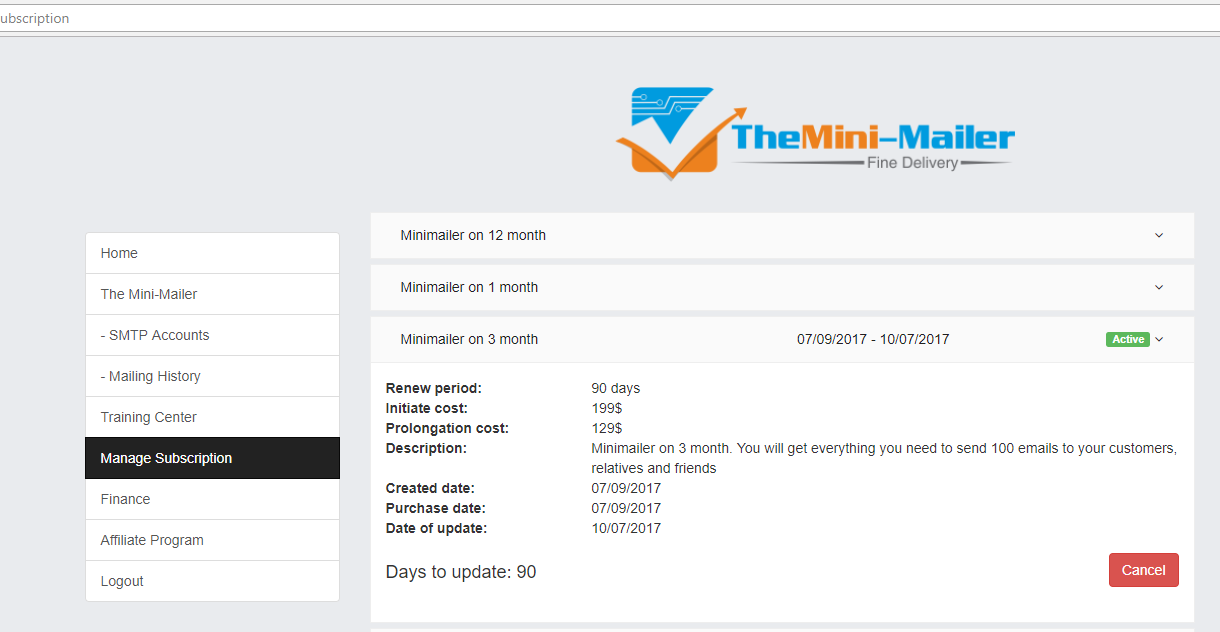 ubscription
TheMini-Mailer
Fine Delivery
Home
The Mini-Mailer
- SMTP Accounts
- Mailing History
Training Center
Manage Subscription
Finance
Affiliate Program
Logout
Minimailer on 12 month
Minimailer on 1 month
Minimailer on 3 month 07/09/2017 - 10/07/2017 Active
Renew period: 90 days
Initiate cost: 199$
Prolongation cost: 129$
Description: Minimailer on 3 month. You will get everything you need to send 100 emails to your customers,
relatives and friends
Created date: 07/09/2017
Purchase date: 07/09/2017
Date of update: 10/07/2017
Days to update: 90
Cancel